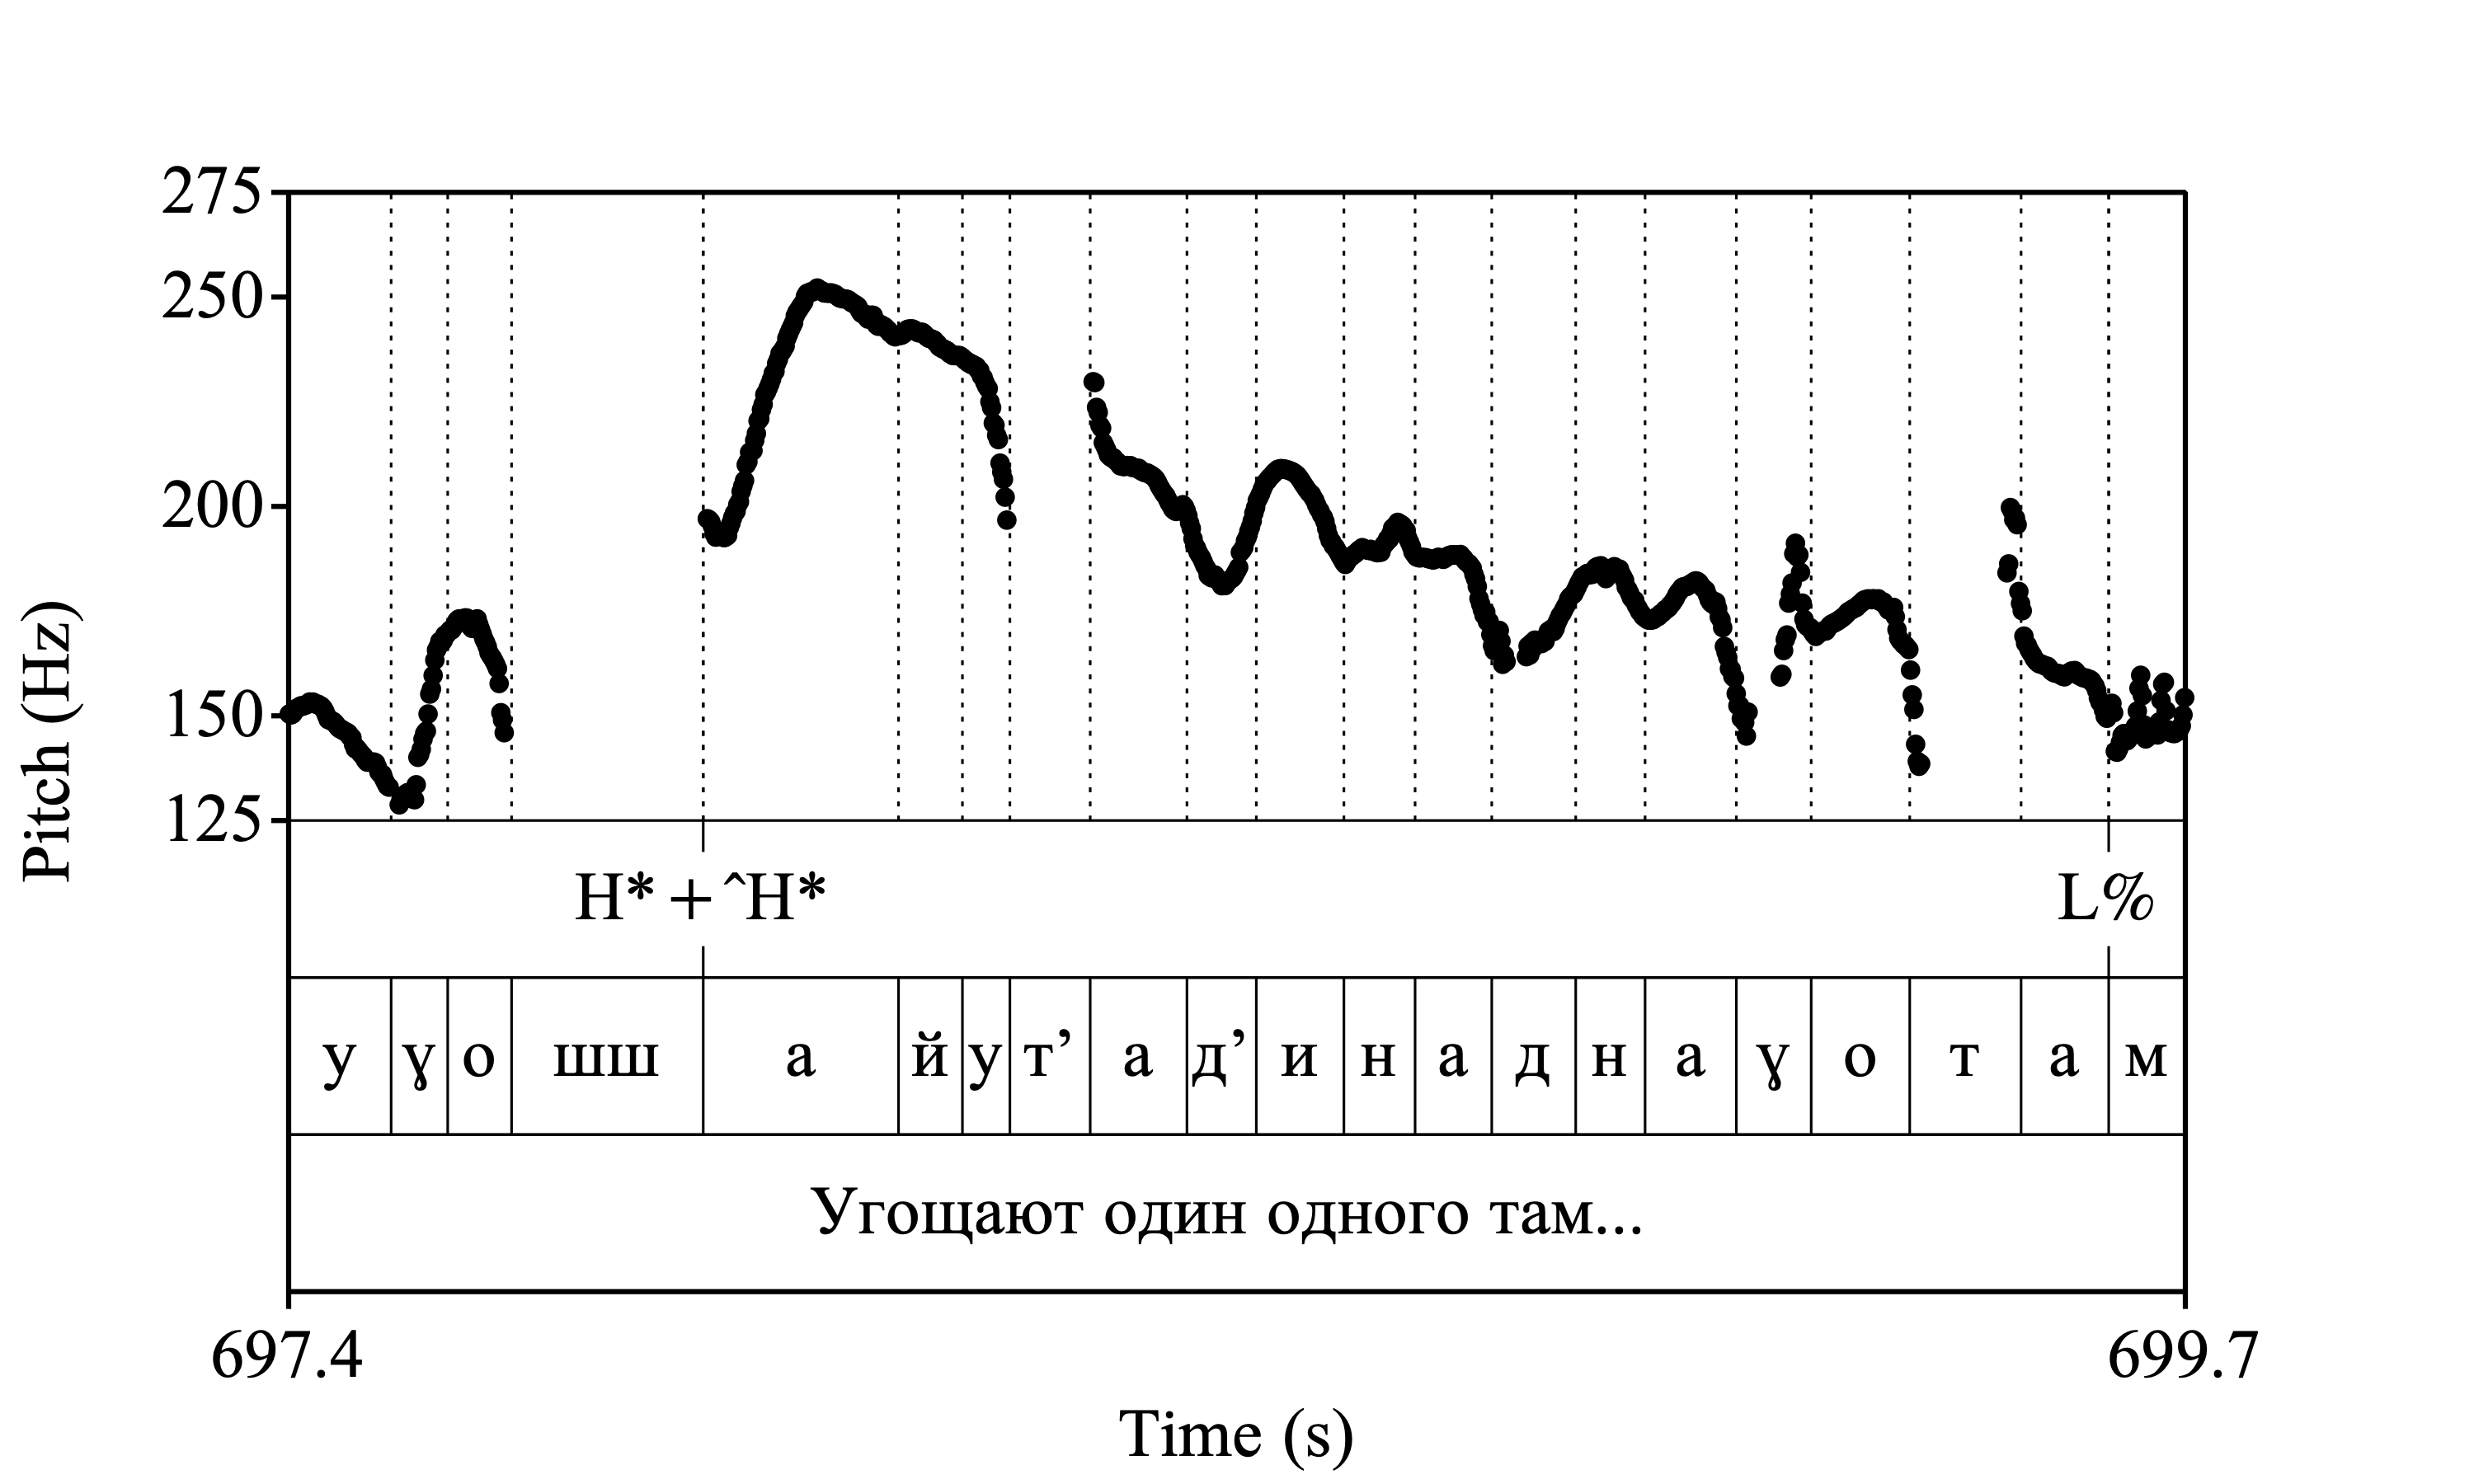 275
250
200
150
125
Pitch (Hz)
H* + ˆH* L%
у ɣ о шш а й у т’ а д’ и н а д н а ɣ о т а м
Угощают один одного там...
697.4 699.7
Time (s)